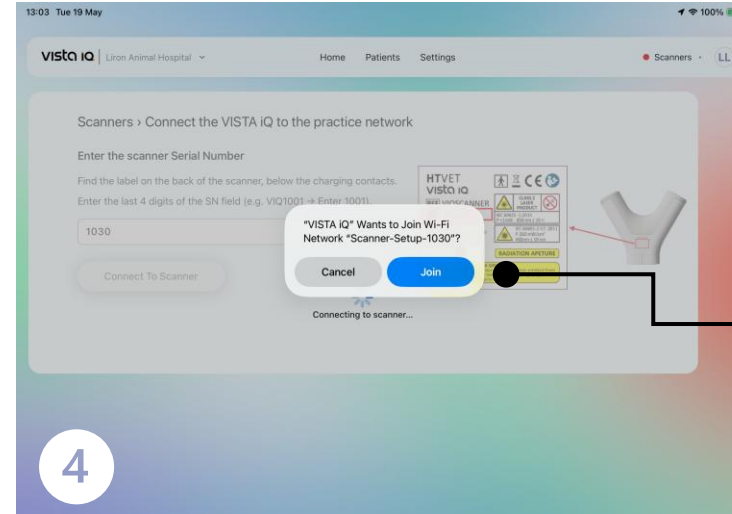 13:03 Tue 19 May
100%
VISTA IQ
Liron Animal Hospital
Home
Patients
Settings
Scanners
LL
Scanners › Connect the VISTA iQ to the practice network
Enter the scanner Serial Number
Find the label on the back of the scanner, below the charging contacts.
Enter the last 4 digits of the SN field (e.g. VIQ1001 → Enter 1001).
1030
Connect To Scanner
HTVET
VISTA IQ
CLASS 2
LASER
PRODUCT
RADIATION APETURE
"VISTA iQ" Wants to Join Wi-Fi
Network "Scanner-Setup-1030"?
Cancel
Join
Connecting to scanner...
4